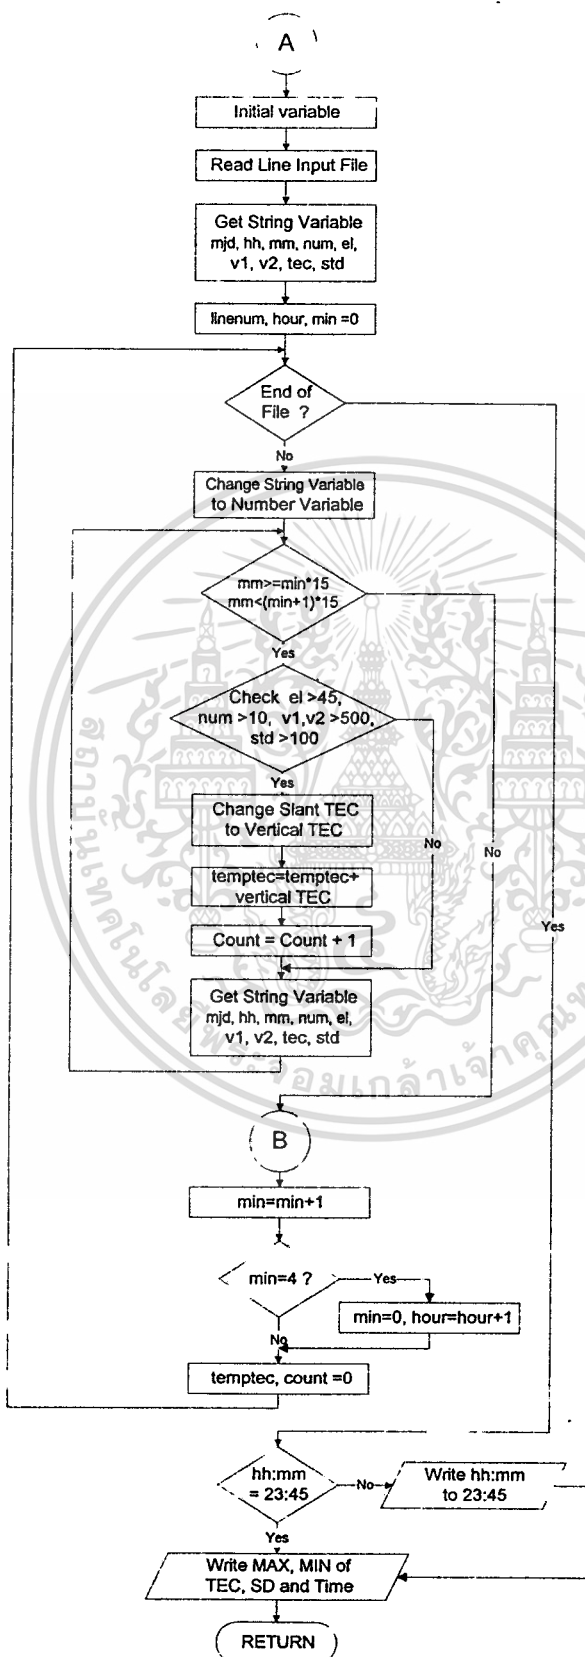 A
Initial variable
Read Line Input File
Get String Variable
mjd, hh, mm, num, el,
v1, v2, tec, std
linenum, hour, min =0
End of
File ?
No
Change String Variable
to Number Variable
mm>=min*15
mm<(min+1)*15
Yes
Check el >45,
num >10, v1,v2 >500,
std >100
Yes
Change Slant TEC
to Vertical TEC
No
No
temptec=temptec+
vertical TEC
Yes
Count = Count + 1
Get String Variable
mjd, hh, mm, num, el,
v1, v2, tec, std
B
min=min+1
min=4 ?
Yes
min=0, hour=hour+1
No
temptec, count =0
hh:mm
= 23:45
No
Write hh:mm
to 23:45
Yes
Write MAX, MIN of
TEC, SD and Time
RETURN